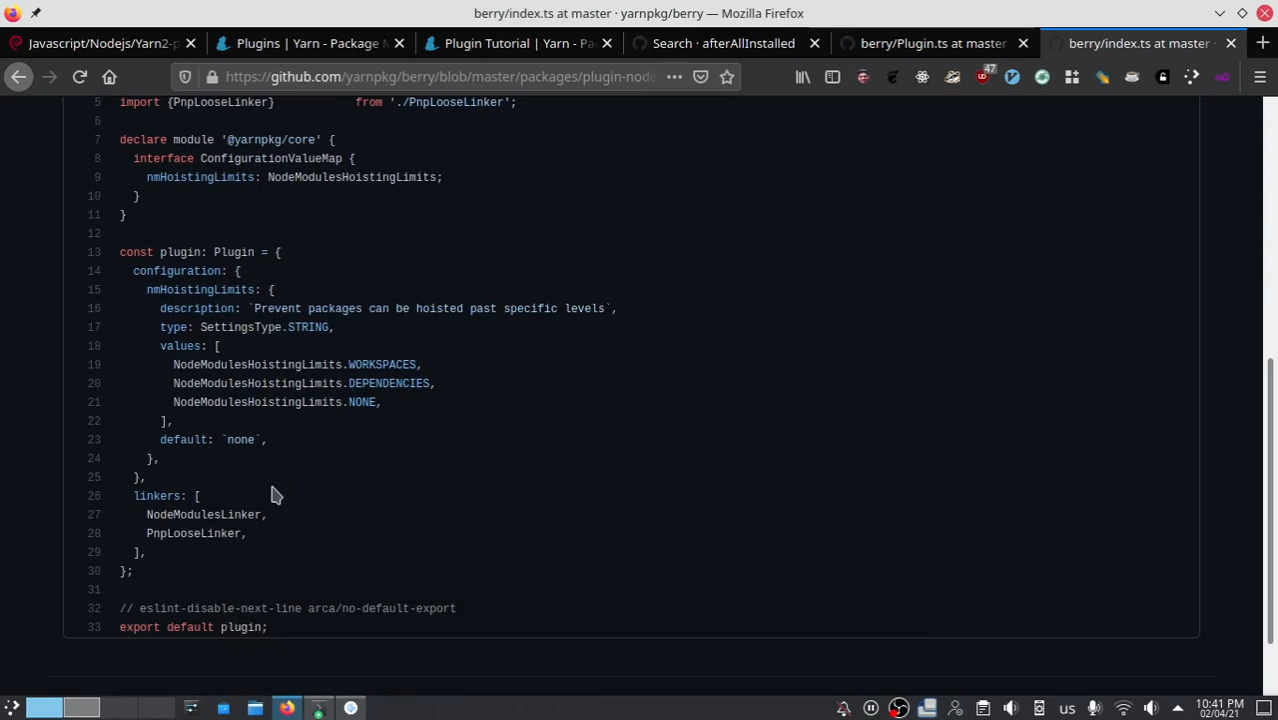 berry/index.ts at master · yarnpkg/berry — Mozilla Firefox
Javascript/Nodejs/Yarn2-p
Plugins | Yarn - Package M
Plugin Tutorial | Yarn - Pa
Search · afterAllInstalled
berry/Plugin.ts at master
berry/index.ts at master ·
https://github.com/yarnpkg/berry/blob/master/packages/plugin-node
47
5 import {PnpLooseLinker} from './PnpLooseLinker';
6
7 declare module '@yarnpkg/core' {
8 interface ConfigurationValueMap {
9 nmHoistingLimits: NodeModulesHoistingLimits;
10 }
11 }
12
13 const plugin: Plugin = {
14 configuration: {
15 nmHoistingLimits: {
16 description: `Prevent packages can be hoisted past specific levels`,
17 type: SettingsType.STRING,
18 values: [
19 NodeModulesHoistingLimits.WORKSPACES,
20 NodeModulesHoistingLimits.DEPENDENCIES,
21 NodeModulesHoistingLimits.NONE,
22 ],
23 default: `none`,
24 },
25 },
26 linkers: [
27 NodeModulesLinker,
28 PnpLooseLinker,
29 ],
30 };
31
32 // eslint-disable-next-line arca/no-default-export
33 export default plugin;
us
10:41 PM
02/04/21